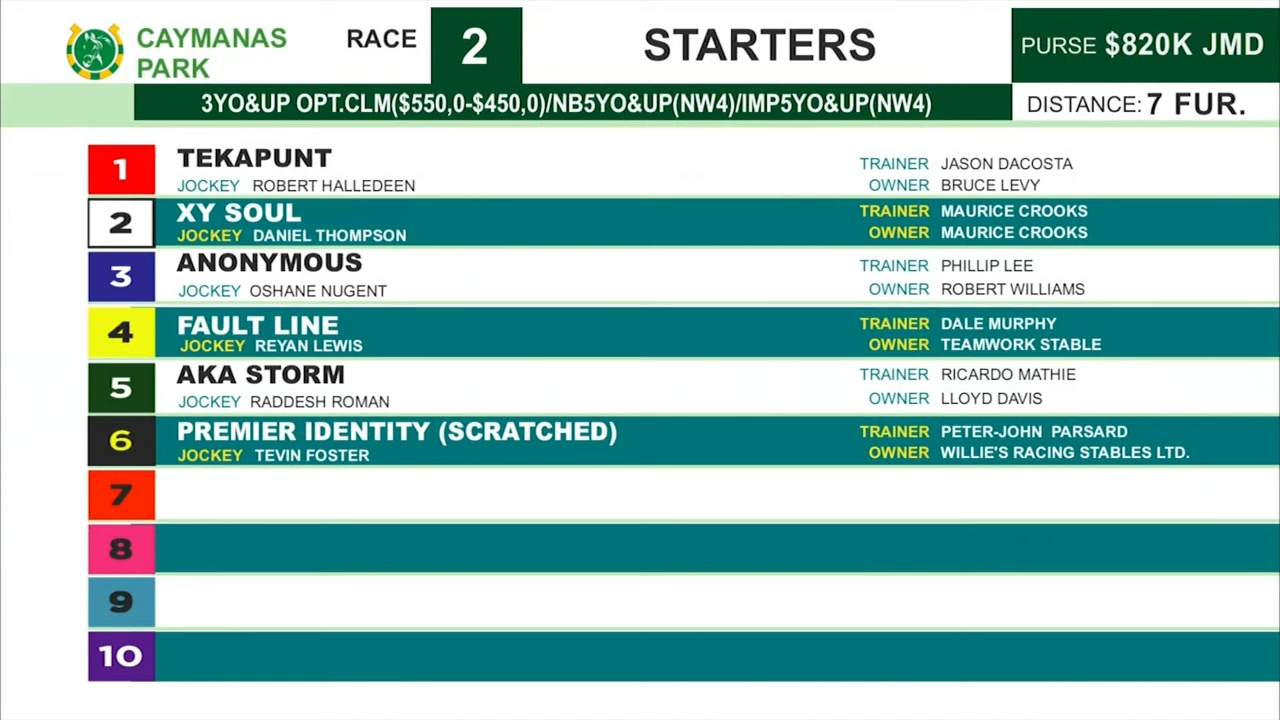 CAYMANAS PARK
RACE 2 STARTERS PURSE $820K JMD
3YO&UP OPT.CLM($550,0-$450,0)/NB5YO&UP(NW4)/IMP5YO&UP(NW4) DISTANCE: 7 FUR.
1 TEKAPUNT TRAINER JASON DACOSTA
JOCKEY ROBERT HALLEDEEN OWNER BRUCE LEVY
2 XY SOUL TRAINER MAURICE CROOKS
JOCKEY DANIEL THOMPSON OWNER MAURICE CROOKS
3 ANONYMOUS TRAINER PHILLIP LEE
JOCKEY OSHANE NUGENT OWNER ROBERT WILLIAMS
4 FAULT LINE TRAINER DALE MURPHY
JOCKEY REYAN LEWIS OWNER TEAMWORK STABLE
5 AKA STORM TRAINER RICARDO MATHIE
JOCKEY RADDESH ROMAN OWNER LLOYD DAVIS
6 PREMIER IDENTITY (SCRATCHED) TRAINER PETER-JOHN PARSARD
JOCKEY TEVIN FOSTER OWNER WILLIE'S RACING STABLES LTD.
7
8
9
10